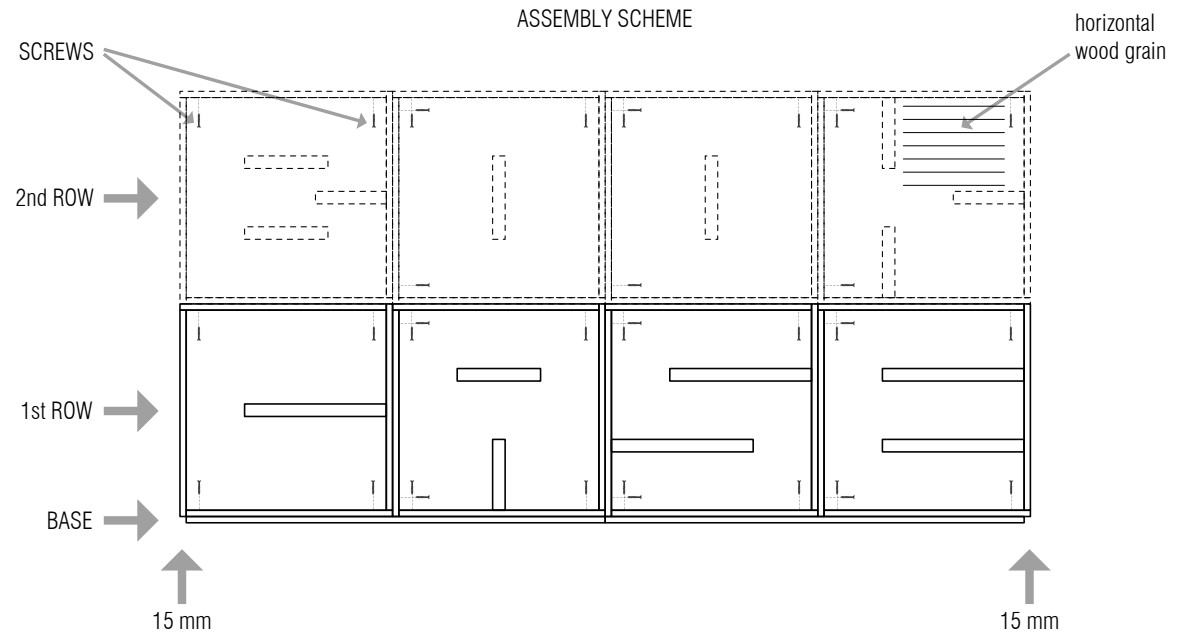 ASSEMBLY SCHEME
horizontal
wood grain
SCREWS
2nd ROW
1st ROW
BASE
15 mm
15 mm